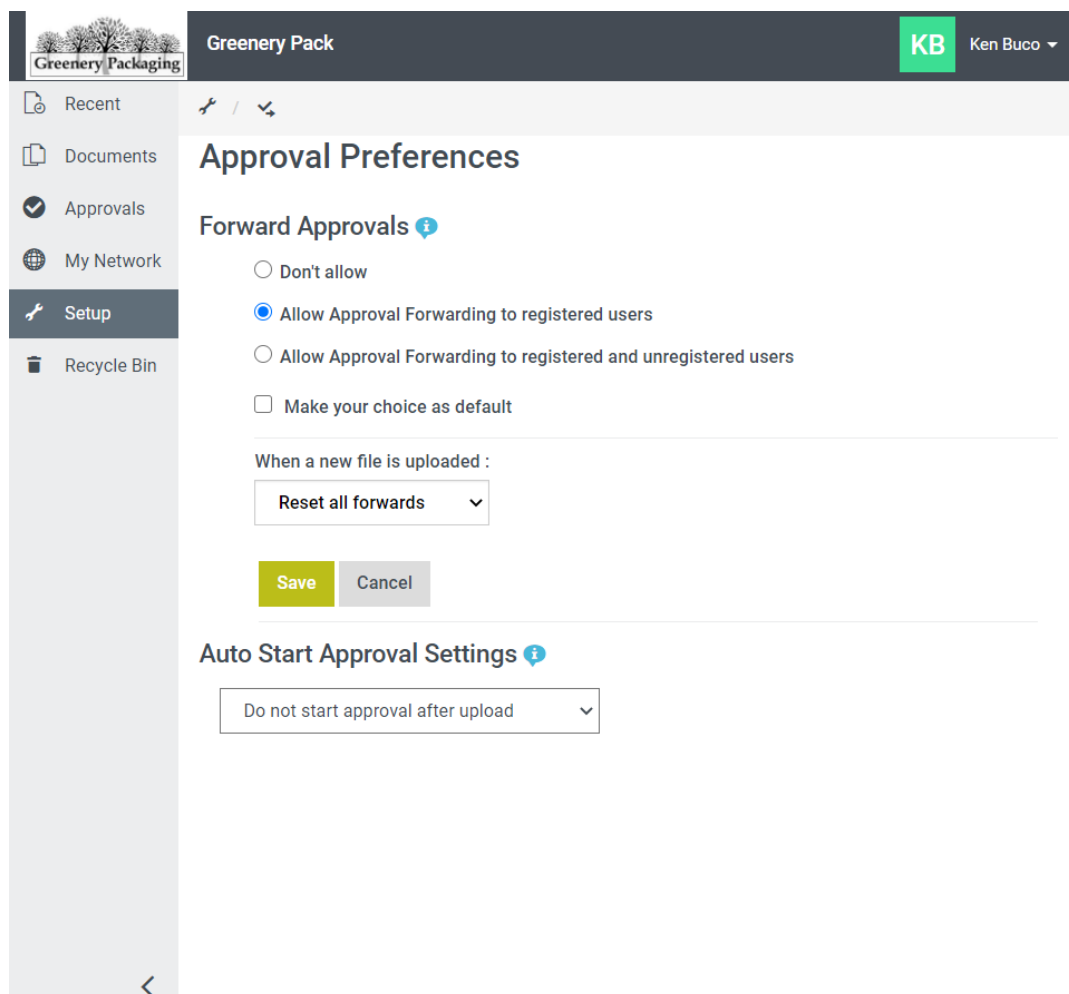 Greenery Packaging
Greenery Pack
KB
Ken Buco
Recent
Documents
Approvals
My Network
Setup
Recycle Bin
/
Approval Preferences
Forward Approvals
Don't allow
Allow Approval Forwarding to registered users
Allow Approval Forwarding to registered and unregistered users
Make your choice as default
When a new file is uploaded :
Reset all forwards
Save
Cancel
Auto Start Approval Settings
Do not start approval after upload